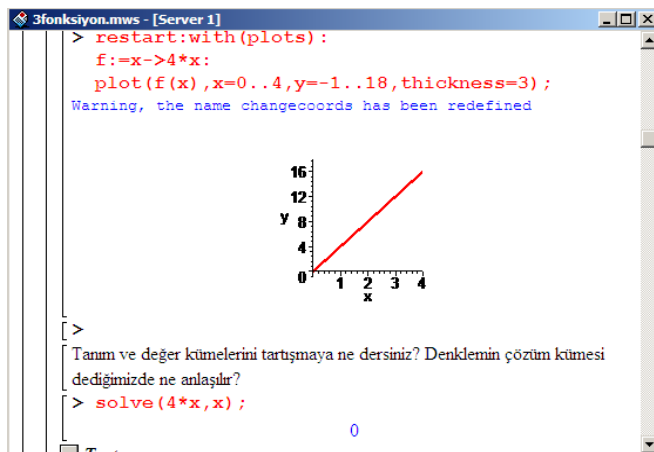 3fonksiyon.mws - [Server 1]
> restart:with(plots):
f:=x->4*x:
plot(f(x),x=0..4,y=-1..18,thickness=3);
Warning, the name changecoords has been redefined
16
12
y 8
4
0 1 2 3 4
x
>
Tanım ve değer kümelerini tartışmaya ne dersiniz? Denklemin çözüm kümesi
dediğimizde ne anlaşılır?
> solve(4*x,x);
0